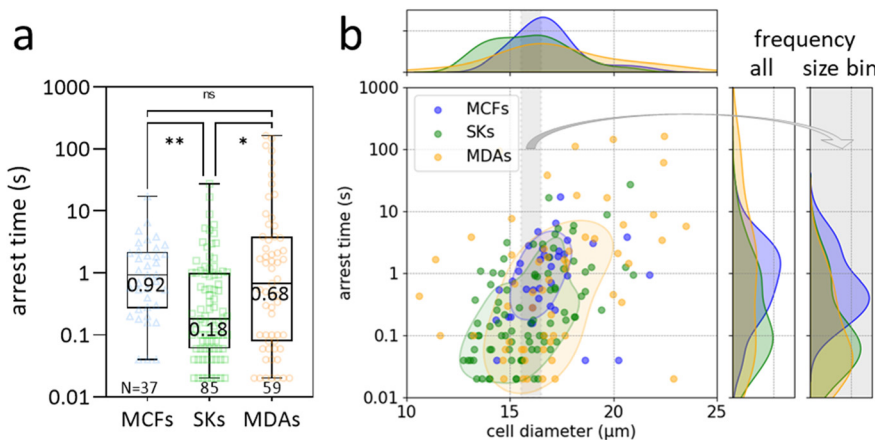 a
b
frequency
all
size bin
1000
100
10
1
0.1
0.01
arrest time (s)
ns
**
*
0.92
0.18
0.68
N=37
85
59
MCFs
SKs
MDAs
1000
100
10
1
0.1
0.01
arrest time (s)
MCFs
SKs
MDAs
10
15
20
25
cell diameter (μm)